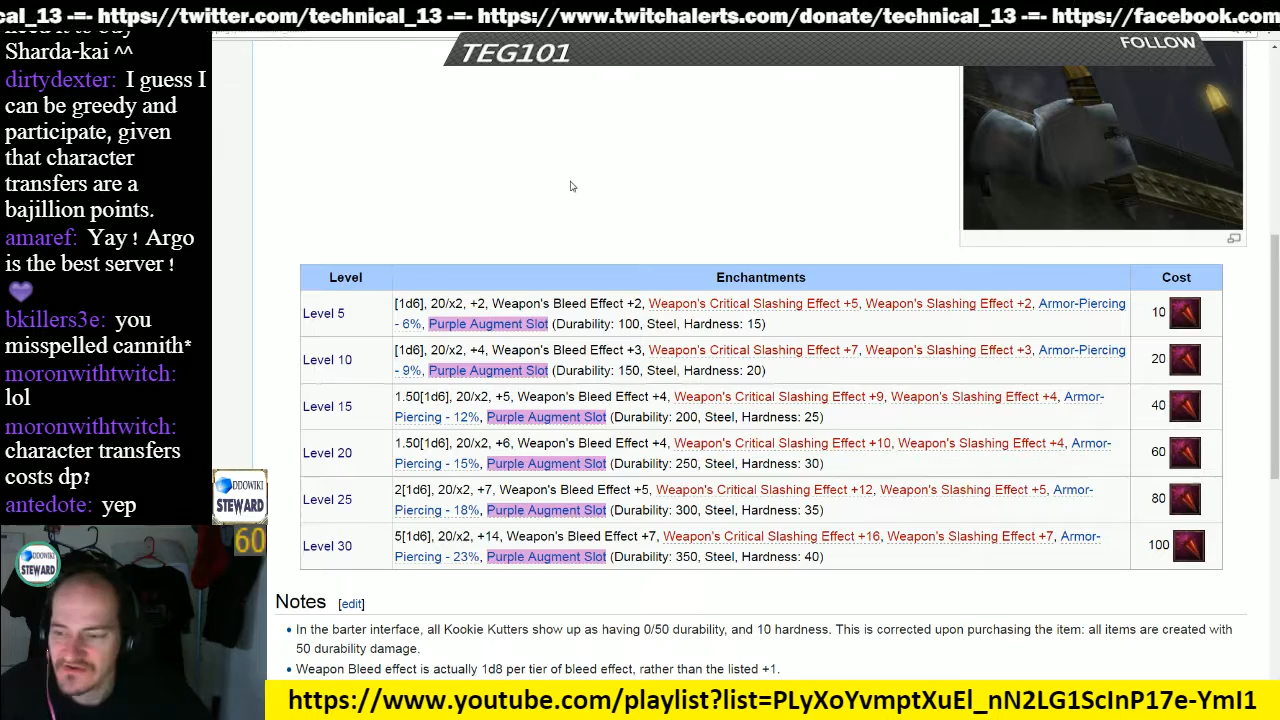 cal_13 -=- https://twitter.com/technical_13 -=- https://www.twitchalerts.com/donate/technical_13 -=- https://facebook.com
TEG101
FOLLOW
Sharda-kai ^^
dirtydexter: I guess I
can be greedy and
participate, given
that character
transfers are a
bajillion points.
amaref: Yay ! Argo
is the best server !
bkillers3e: you
misspelled cannith*
moronwithtwitch:
lol
moronwithtwitch:
character transfers
costs dp?
antedote: yep
DDOWIKI
STEWARD
60
DDOWIKI
STEWARD
Level Enchantments Cost
Level 5 [1d6], 20/x2, +2, Weapon's Bleed Effect +2, Weapon's Critical Slashing Effect +5, Weapon's Slashing Effect +2, Armor-Piercing 10
- 6%, Purple Augment Slot (Durability: 100, Steel, Hardness: 15)
Level 10 [1d6], 20/x2, +4, Weapon's Bleed Effect +3, Weapon's Critical Slashing Effect +7, Weapon's Slashing Effect +3, Armor-Piercing 20
- 9%, Purple Augment Slot (Durability: 150, Steel, Hardness: 20)
Level 15 1.50[1d6], 20/x2, +5, Weapon's Bleed Effect +4, Weapon's Critical Slashing Effect +9, Weapon's Slashing Effect +4, Armor- 40
Piercing - 12%, Purple Augment Slot (Durability: 200, Steel, Hardness: 25)
Level 20 1.50[1d6], 20/x2, +6, Weapon's Bleed Effect +4, Weapon's Critical Slashing Effect +10, Weapon's Slashing Effect +4, Armor- 60
Piercing - 15%, Purple Augment Slot (Durability: 250, Steel, Hardness: 30)
Level 25 2[1d6], 20/x2, +7, Weapon's Bleed Effect +5, Weapon's Critical Slashing Effect +12, Weapon's Slashing Effect +5, Armor- 80
Piercing - 18%, Purple Augment Slot (Durability: 300, Steel, Hardness: 35)
Level 30 5[1d6], 20/x2, +14, Weapon's Bleed Effect +7, Weapon's Critical Slashing Effect +16, Weapon's Slashing Effect +7, Armor- 100
Piercing - 23%, Purple Augment Slot (Durability: 350, Steel, Hardness: 40)
Notes [edit]
In the barter interface, all Kookie Kutters show up as having 0/50 durability, and 10 hardness. This is corrected upon purchasing the item: all items are created with
50 durability damage.
Weapon Bleed effect is actually 1d8 per tier of bleed effect, rather than the listed +1.
https://www.youtube.com/playlist?list=PLyXoYvmptXuEl_nN2LG1ScInP17e-YmI1